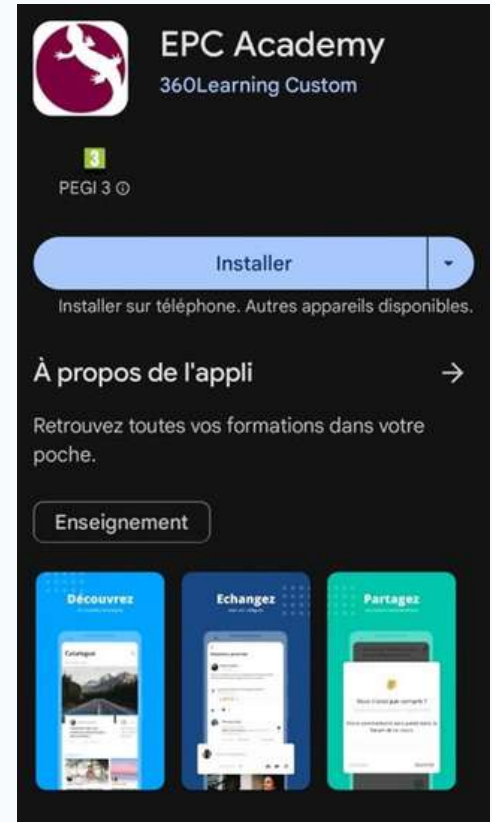 EPC Academy
360Learning Custom
3
PEGI 3
Installer
Installer sur téléphone. Autres appareils disponibles.
À propos de l'appli
Retrouvez toutes vos formations dans votre
poche.
Enseignement
Découvrez
Echangez
Partagez
Catalogue